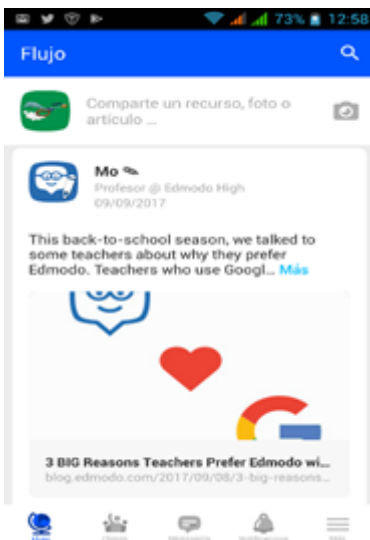 73% 12:58
Flujo
Comparte un recurso, foto o
artículo ...
Mo
Profesor @ Edmodo High
09/09/2017
This back-to-school season, we talked to
some teachers about why they prefer
Edmodo. Teachers who use Googl... Más
3 BIG Reasons Teachers Prefer Edmodo wi...
blog.edmodo.com/2017/09/08/3-big-reasons...
Más